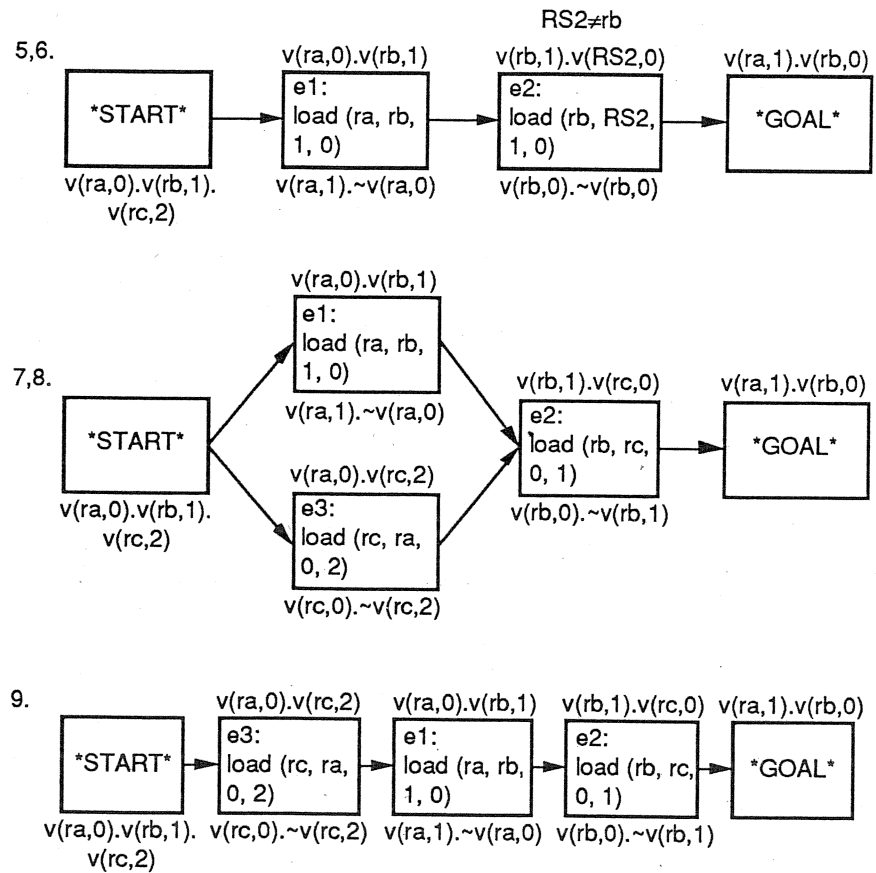 RS2≠rb
5,6.
v(ra,0).v(rb,1)
v(rb,1).v(RS2,0)
v(ra,1).v(rb,0)
*START*
e1:
load (ra, rb,
1, 0)
e2:
load (rb, RS2,
1, 0)
*GOAL*
v(ra,0).v(rb,1).
v(rc,2)
v(ra,1).~v(ra,0)
v(rb,0).~v(rb,0)
7,8.
v(ra,0).v(rb,1)
e1:
load (ra, rb,
1, 0)
v(ra,1).~v(ra,0)
*START*
v(ra,0).v(rb,1).
v(rc,2)
v(ra,0).v(rc,2)
e3:
load (rc, ra,
0, 2)
v(rc,0).~v(rc,2)
v(rb,1).v(rc,0)
e2:
load (rb, rc,
0, 1)
v(rb,0).~v(rb,1)
v(ra,1).v(rb,0)
*GOAL*
9.
v(ra,0).v(rc,2)
v(ra,0).v(rb,1)
v(rb,1).v(rc,0)
v(ra,1).v(rb,0)
*START*
e3:
load (rc, ra,
0, 2)
e1:
load (ra, rb,
1, 0)
e2:
load (rb, rc,
0, 1)
*GOAL*
v(ra,0).v(rb,1).
v(rc,2)
v(rc,0).~v(rc,2)
v(ra,1).~v(ra,0)
v(rb,0).~v(rb,1)